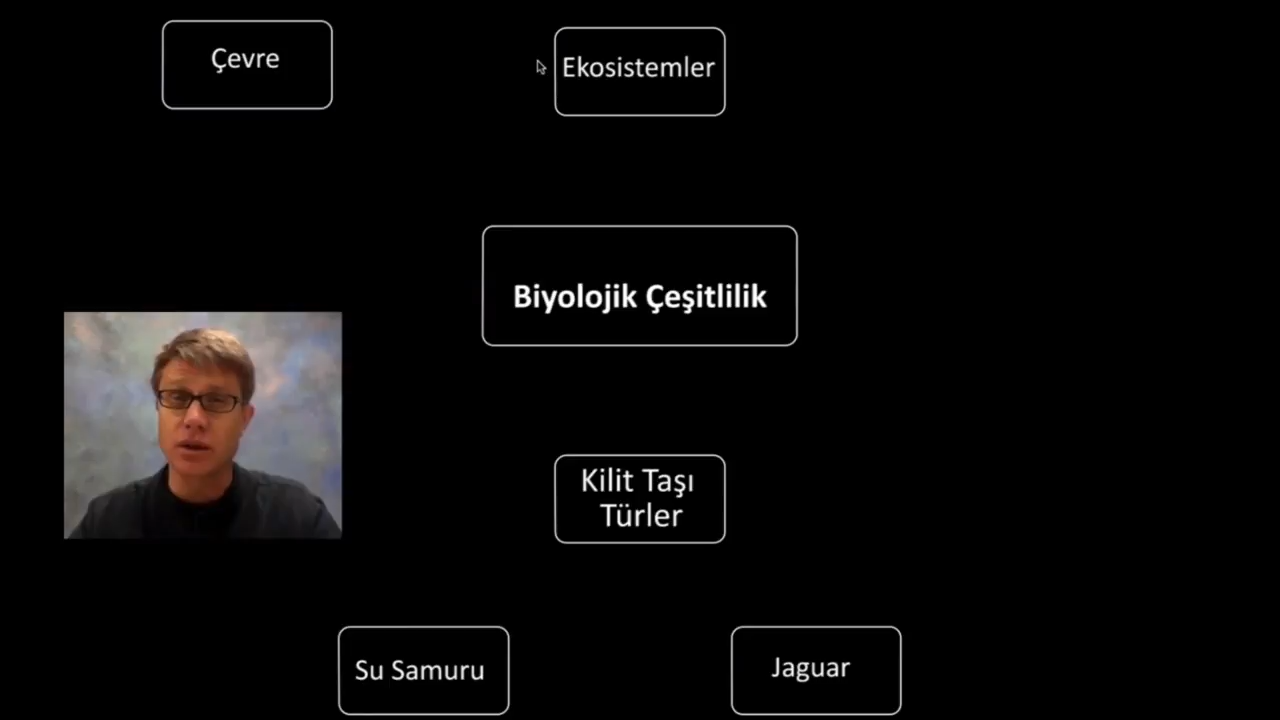 Çevre
Ekosistemler
Biyolojik Çeşitlilik
Kilit Taşı
Türler
Su Samuru
Jaguar